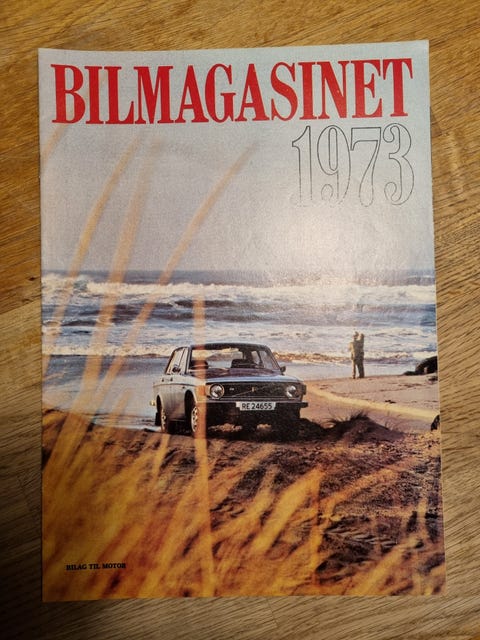 BILMAGASINET
1973
RE 24655
BILAG TIL MOTOR